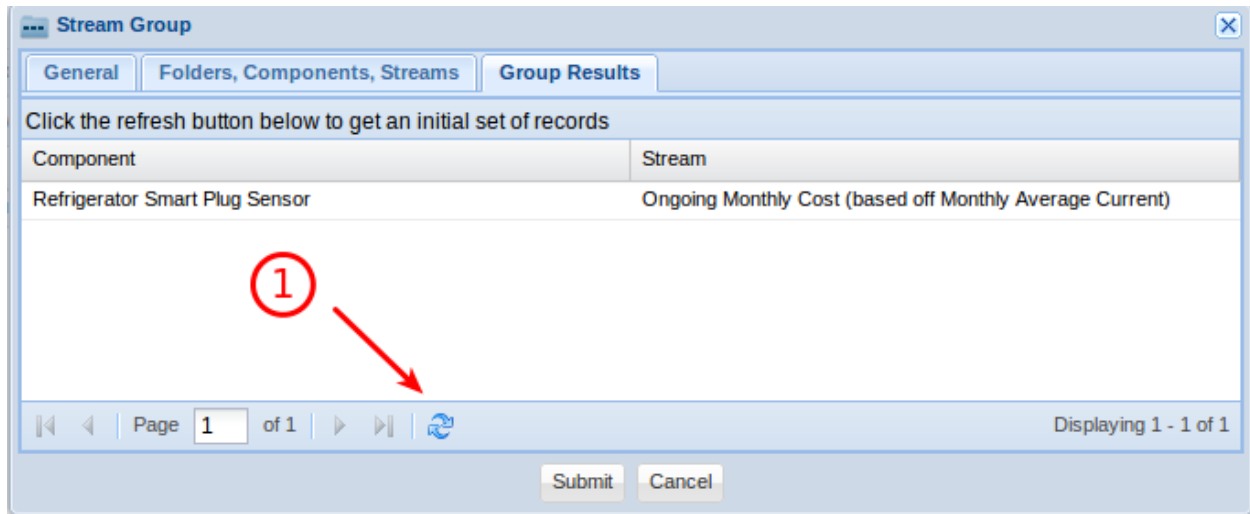 Stream Group
General Folders, Components, Streams Group Results
Click the refresh button below to get an initial set of records
Component Stream
Refrigerator Smart Plug Sensor Ongoing Monthly Cost (based off Monthly Average Current)
1
Page 1 of 1 Displaying 1 - 1 of 1
Submit Cancel